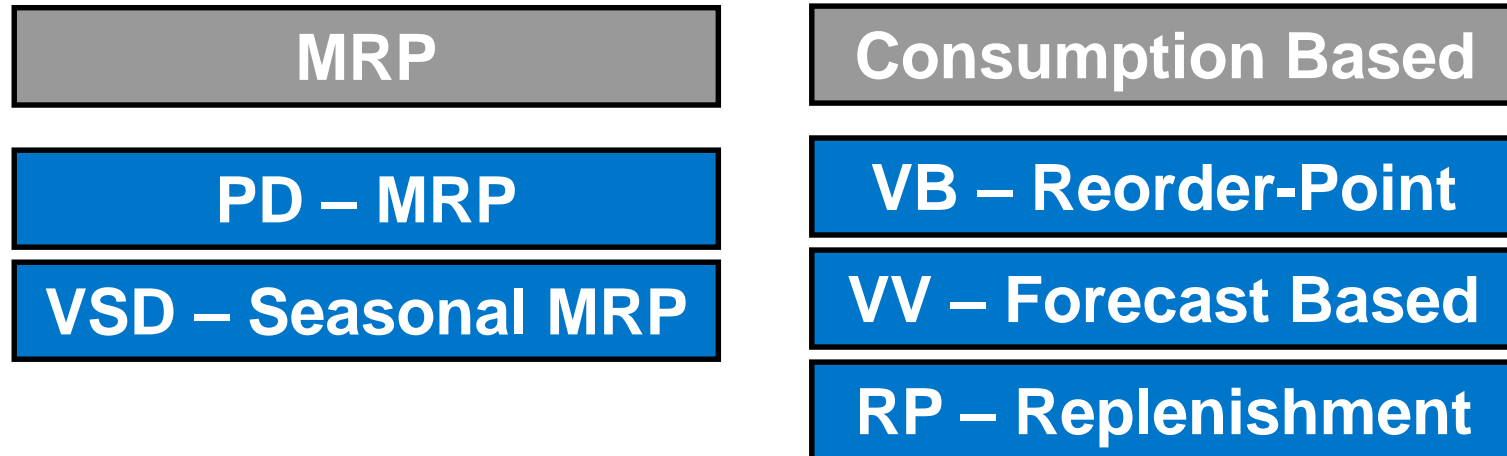 MRP
PD – MRP
VSD – Seasonal MRP
Consumption Based
VB – Reorder-Point
VV – Forecast Based
RP – Replenishment